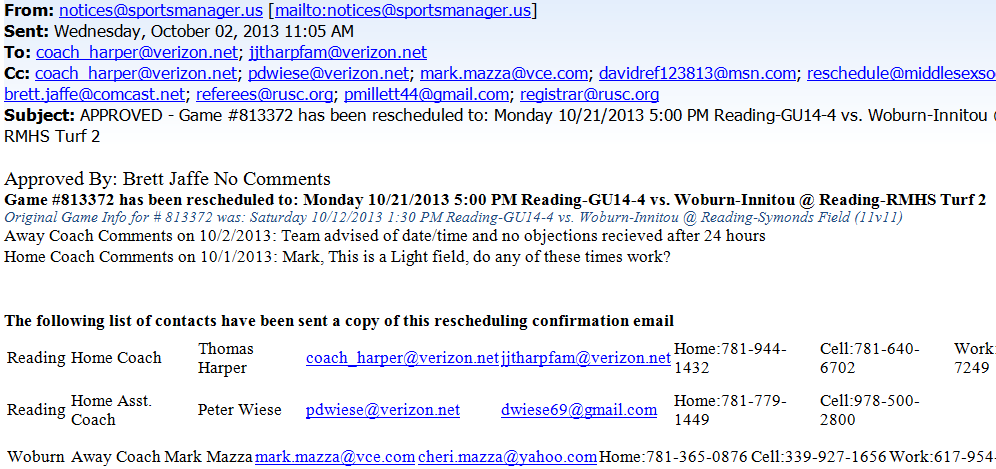 From: notices@sportsmanager.us [mailto:notices@sportsmanager.us]
Sent: Wednesday, October 02, 2013 11:05 AM
To: coach_harper@verizon.net; jjtharpfam@verizon.net
Cc: coach_harper@verizon.net; pdwiese@verizon.net; mark.mazza@vce.com; davidref123813@msn.com; reschedule@middlesexso
brett.jaffe@comcast.net; referees@rusc.org; pmillett44@gmail.com; registrar@rusc.org
Subject: APPROVED - Game #813372 has been rescheduled to: Monday 10/21/2013 5:00 PM Reading-GU14-4 vs. Woburn-Innitou @
RMHS Turf 2
Approved By: Brett Jaffe No Comments
Game #813372 has been rescheduled to: Monday 10/21/2013 5:00 PM Reading-GU14-4 vs. Woburn-Innitou @ Reading-RMHS Turf 2
Original Game Info for # 813372 was: Saturday 10/12/2013 1:30 PM Reading-GU14-4 vs. Woburn-Innitou @ Reading-Symonds Field (11v11)
Away Coach Comments on 10/2/2013: Team advised of date/time and no objections recieved after 24 hours
Home Coach Comments on 10/1/2013: Mark, This is a Light field, do any of these times work?
The following list of contacts have been sent a copy of this rescheduling confirmation email
Reading Home Coach Thomas Harper coach_harper@verizon.net jjtharpfam@verizon.net Home:781-944-1432 Cell:781-640-6702 Work: 7249
Reading Home Asst. Coach Peter Wiese pdwiese@verizon.net dwiese69@gmail.com Home:781-779-1449 Cell:978-500-2800
Woburn Away Coach Mark Mazza mark.mazza@vce.com cheri.mazza@yahoo.com Home:781-365-0876 Cell:339-927-1656 Work:617-954-